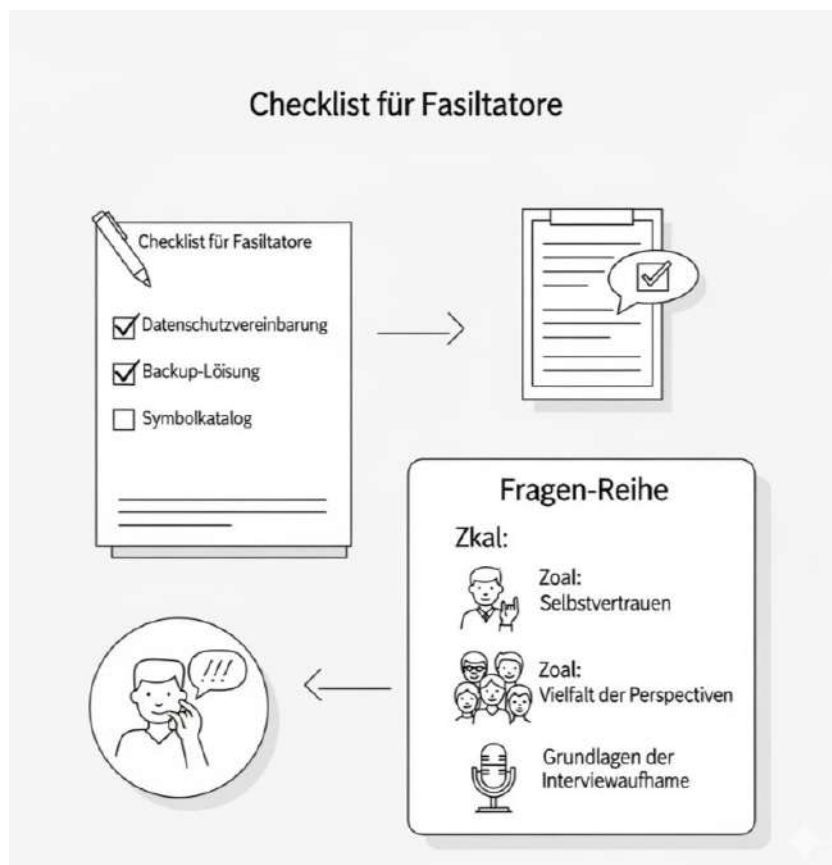 Checklist für Fasiltatore
Checklist für Fasiltatore
Datenschutzvereinbarung
Backup-Löisung
Symbolkatalog
Fragen-Reihe
Zkal:
Zoal:
Selbstvertrauen
Zoal:
Vielfalt der Perspectiven
Grundlagen der
Interviewaufhame
!!!